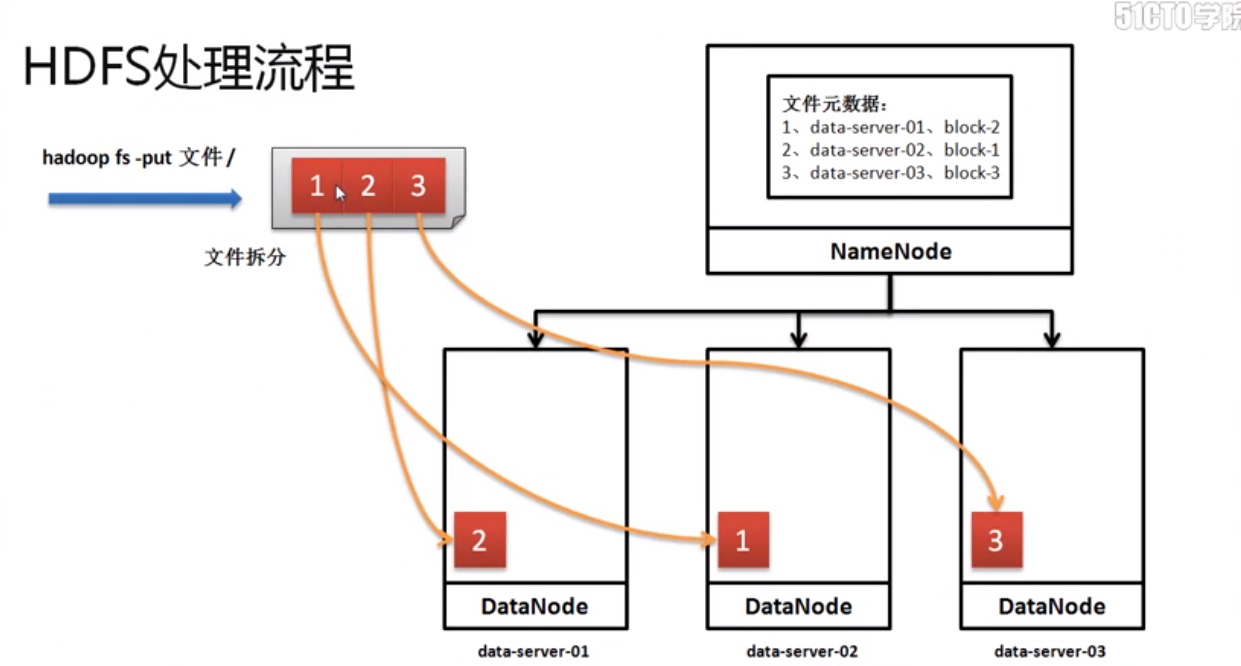 51CTO学院
HDFS处理流程
hadoop fs -put 文件 /
1 2 3
文件拆分
文件元数据：
1、data-server-01、block-2
2、data-server-02、block-1
3、data-server-03、block-3
NameNode
2
1
3
DataNode
DataNode
DataNode
data-server-01
data-server-02
data-server-03